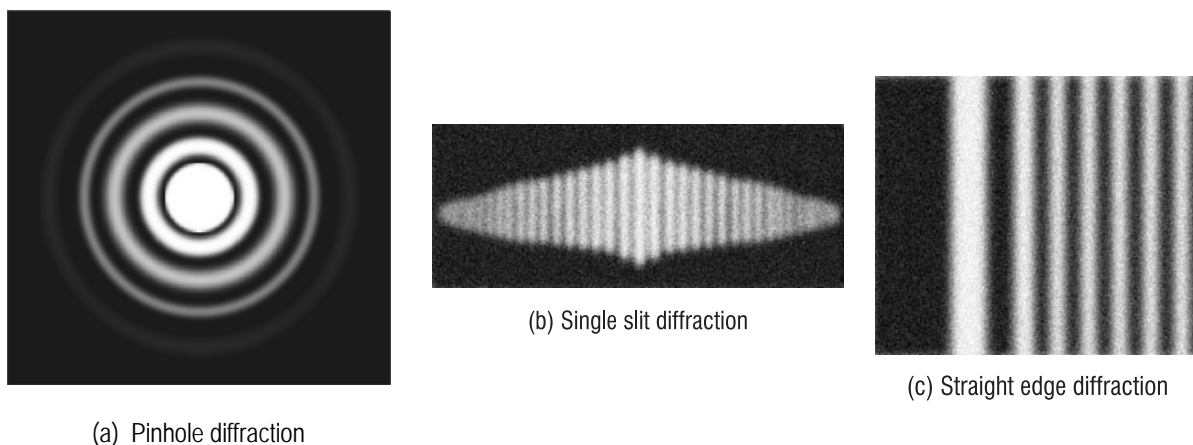 (a) Pinhole diffraction
(b) Single slit diffraction
(c) Straight edge diffraction